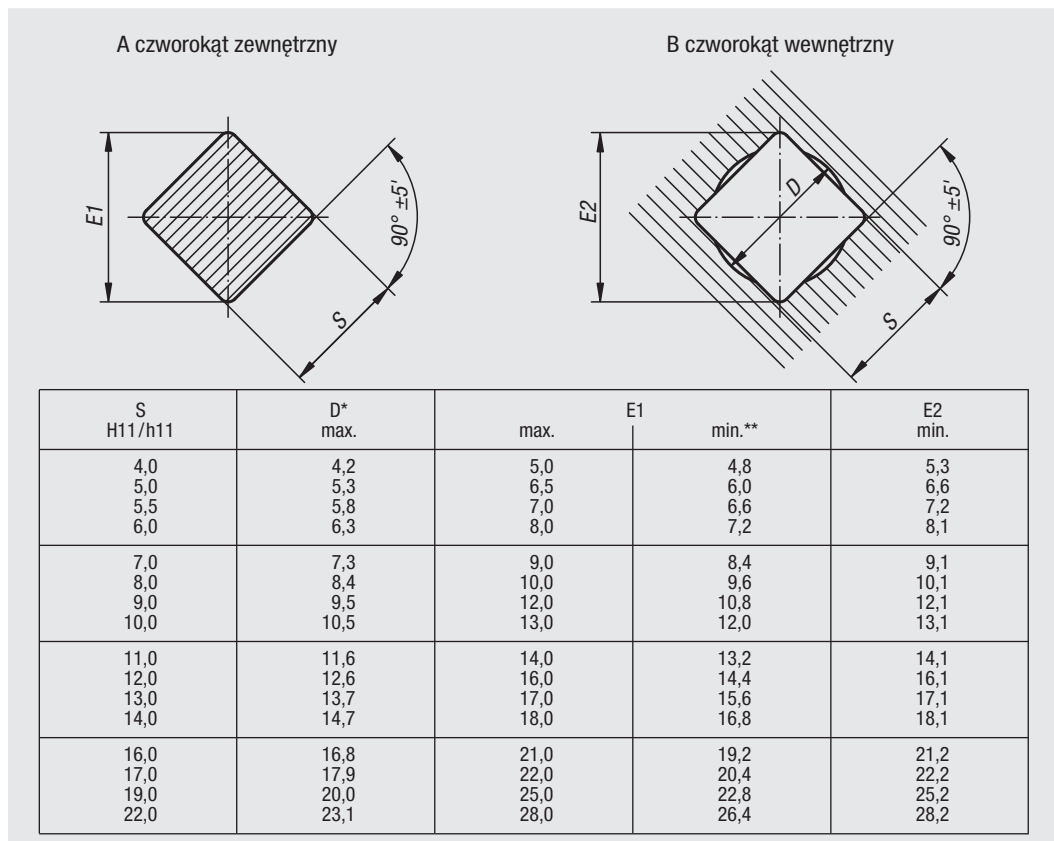 A czworokąt zewnętrzny
B czworokąt wewnętrzny
E1
90° ±5'
S
E2
D
90° ±5'
S
S H11/h11 D* max. E1 max. min.** E2 min.
4,0 4,2 5,0 4,8 5,3
5,0 5,3 6,5 6,0 6,6
5,5 5,8 7,0 6,6 7,2
6,0 6,3 8,0 7,2 8,1
7,0 7,3 9,0 8,4 9,1
8,0 8,4 10,0 9,6 10,1
9,0 9,5 12,0 10,8 12,1
10,0 10,5 13,0 12,0 13,1
11,0 11,6 14,0 13,2 14,1
12,0 12,6 16,0 14,4 16,1
13,0 13,7 17,0 15,6 17,1
14,0 14,7 18,0 16,8 18,1
16,0 16,8 21,0 19,2 21,2
17,0 17,9 22,0 20,4 22,2
19,0 20,0 25,0 22,8 25,2
22,0 23,1 28,0 26,4 28,2